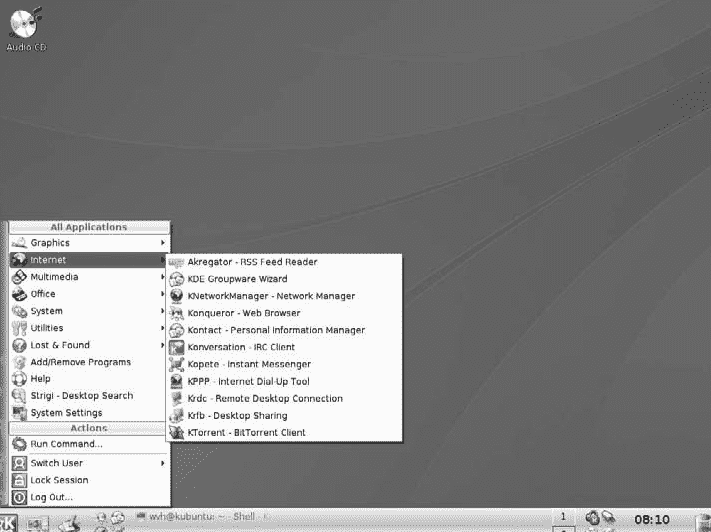 Audio CD
All Applications
Graphics
Internet
Multimedia
Office
System
Utilities
Lost & Found
Add/Remove Programs
Help
Strigi - Desktop Search
System Settings
Actions
Run Command...
Switch User
Lock Session
Log Out...
Akregator - RSS Feed Reader
KDE Groupware Wizard
KNetworkManager - Network Manager
Konqueror - Web Browser
Kontact - Personal Information Manager
Konversation - IRC Client
Kopete - Instant Messenger
KPPP - Internet Dial-Up Tool
Krdc - Remote Desktop Connection
Krfb - Desktop Sharing
KTorrent - BitTorrent Client
wvh@kubuntu: ~ - Shell - K
1
08:10